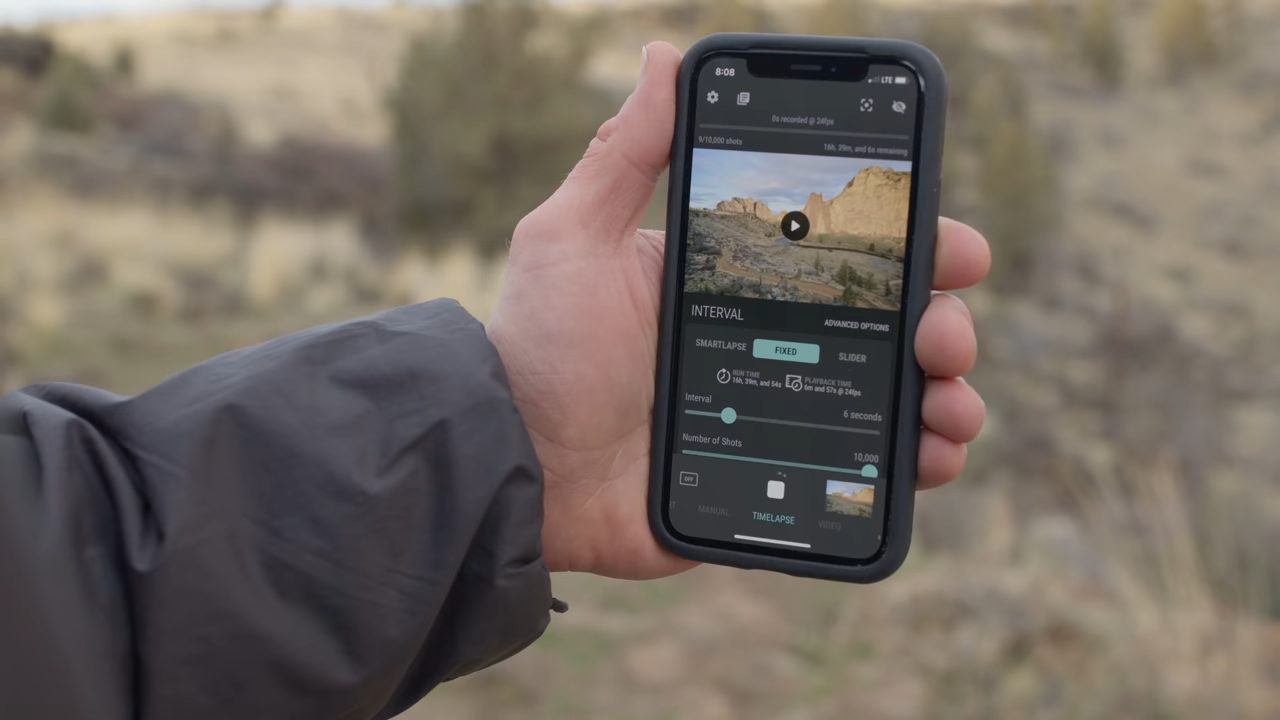 8:08 LTE
0s recorded @ 24fps
9/10,000 shots 16h, 39m, and 6s remaining
INTERVAL ADVANCED OPTIONS
SMARTLAPSE FIXED SLIDER
RUN TIME PLAYBACK TIME
16h, 39m, and 54s 6m and 57s @ 24fps
Interval 6 seconds
Number of Shots 10,000
OFF
MANUAL TIMELAPSE VIDEO